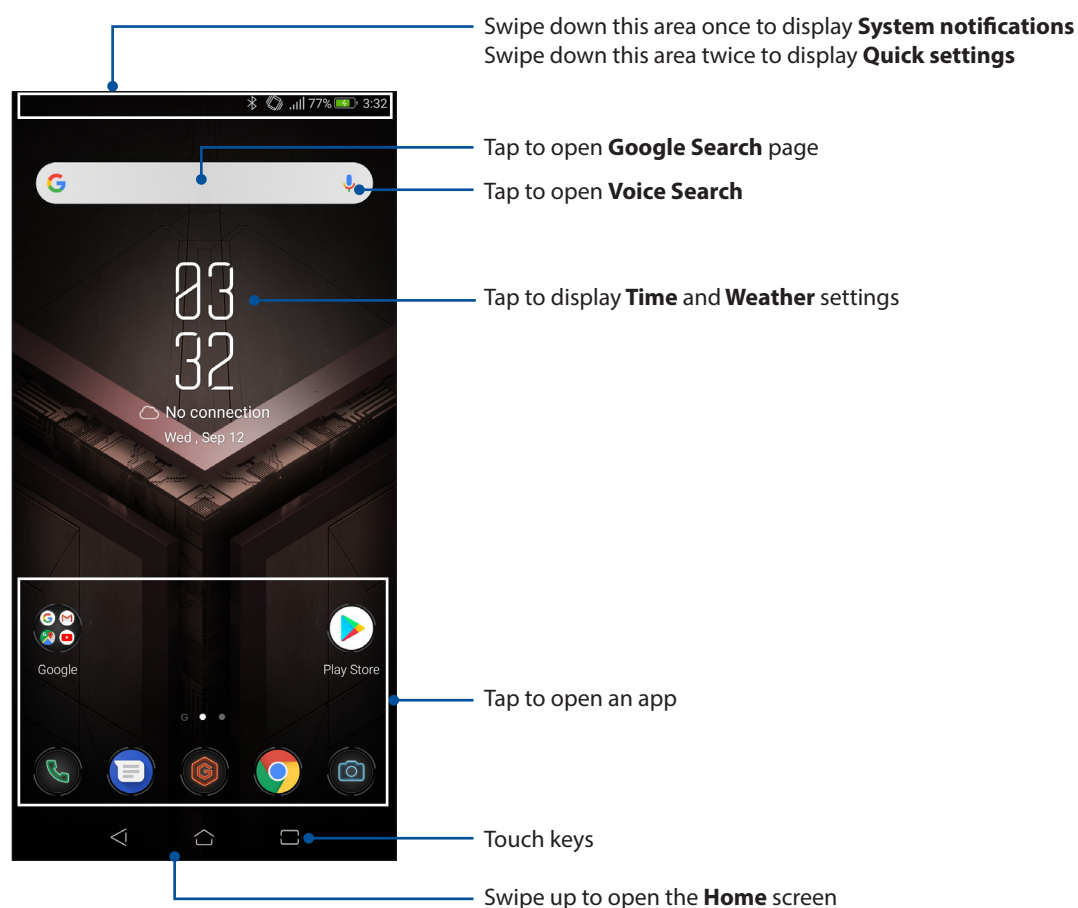 Swipe down this area once to display System notifications
Swipe down this area twice to display Quick settings
77% 3:32
Tap to open Google Search page
G
Tap to open Voice Search
03
Tap to display Time and Weather settings
32
No connection
Wed , Sep 12
Google
Play Store
Tap to open an app
G
Touch keys
Swipe up to open the Home screen